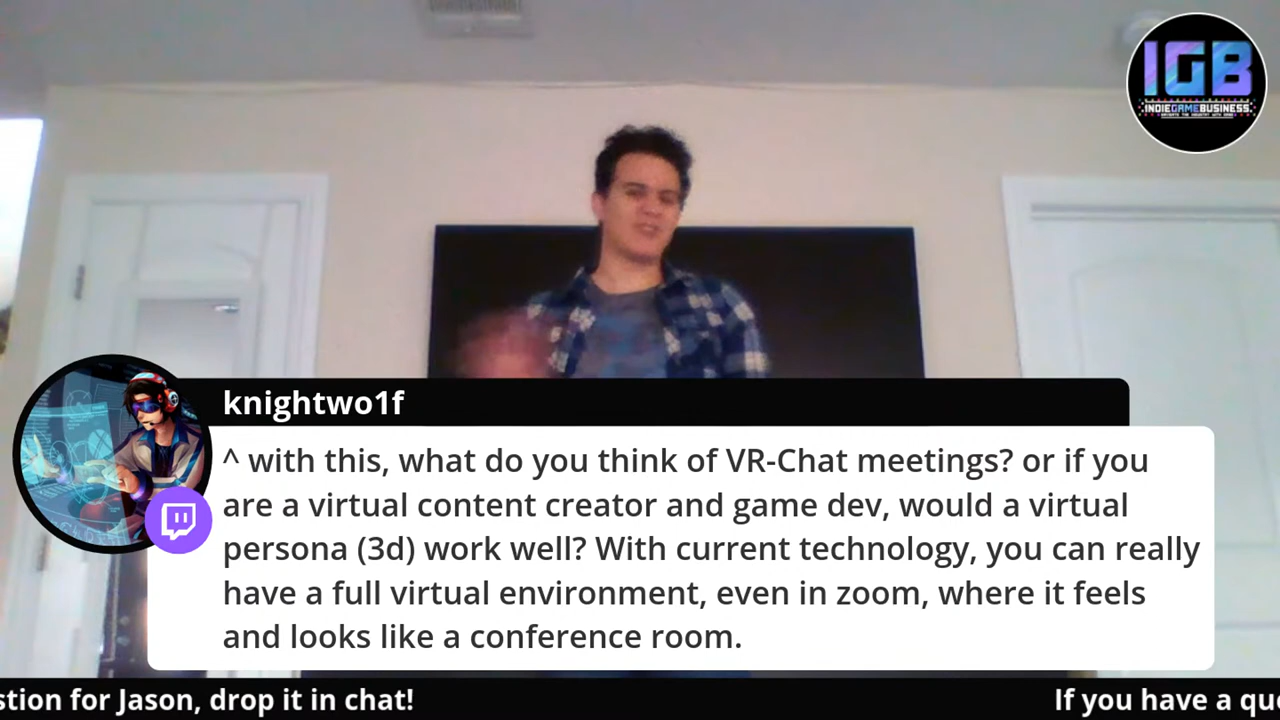 IGB
INDIEGAMEBUSINESS
knightwo1f
^ with this, what do you think of VR-Chat meetings? or if you
are a virtual content creator and game dev, would a virtual
persona (3d) work well? With current technology, you can really
have a full virtual environment, even in zoom, where it feels
and looks like a conference room.
stion for Jason, drop it in chat!
If you have a que